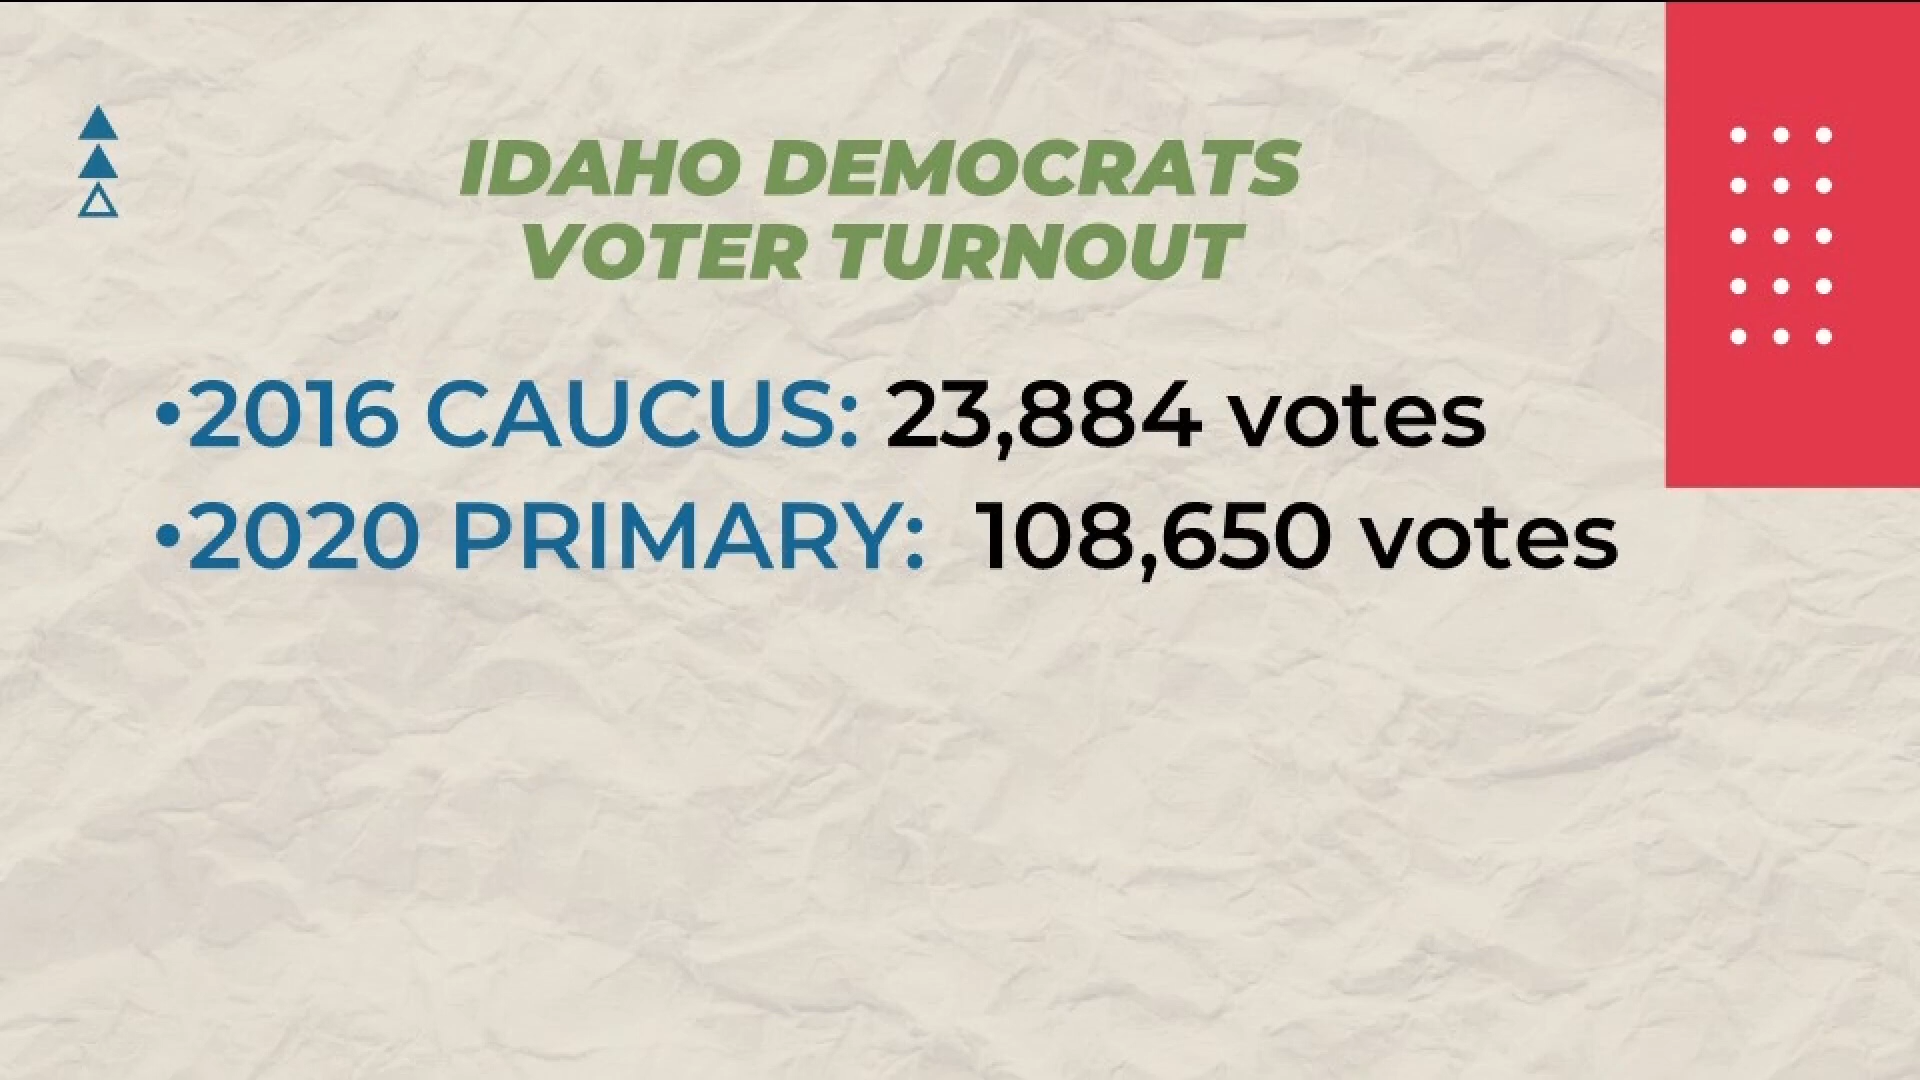 IDAHO DEMOCRATS
VOTER TURNOUT
•2016 CAUCUS: 23,884 votes
•2020 PRIMARY: 108,650 votes